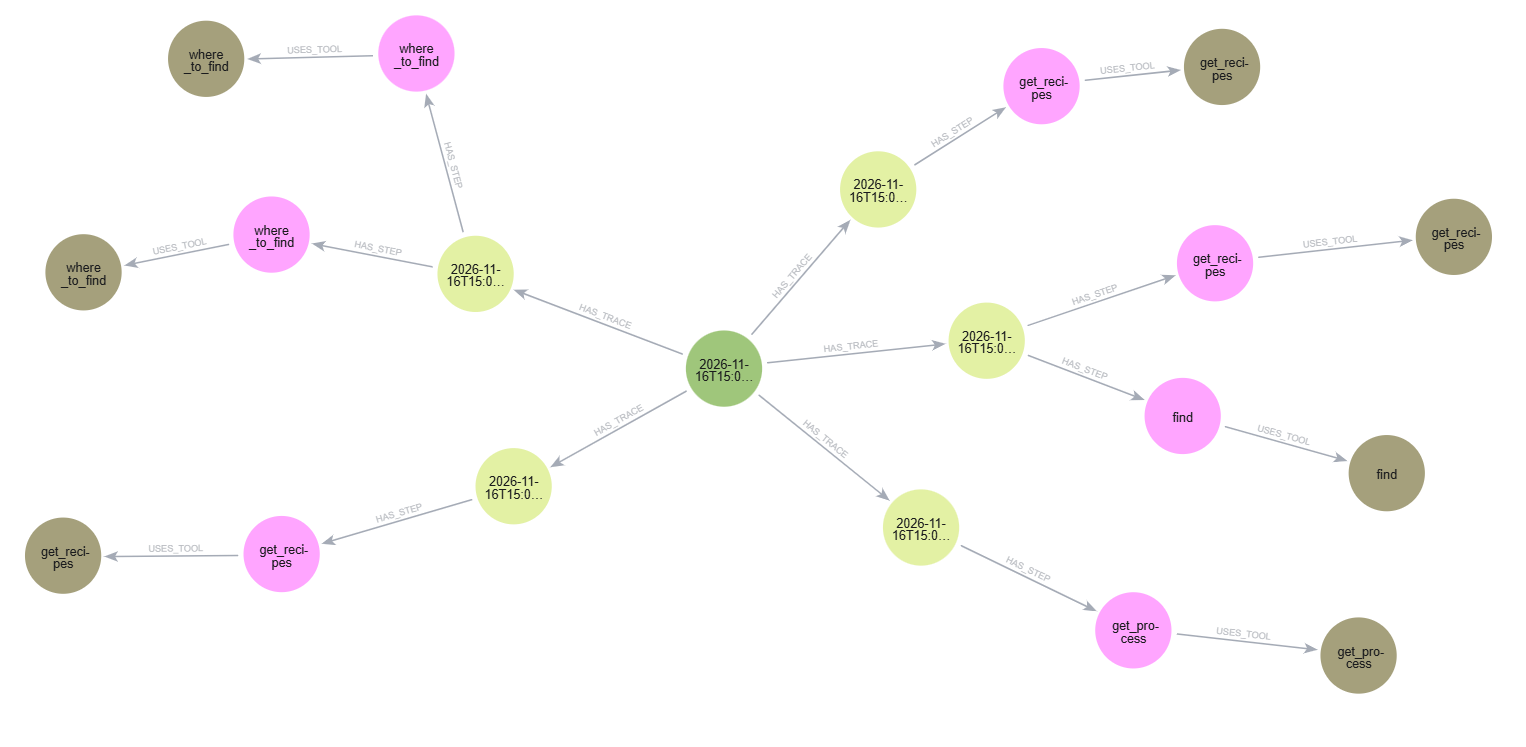 where
_to_find
USES_TOOL
where
_to_find
HAS_STEP
get_reci-
pes
USES_TOOL
get_reci-
pes
HAS_STEP
2026-11-
16T15:0...
HAS_TRACE
where
_to_find
USES_TOOL
where
_to_find
HAS_STEP
2026-11-
16T15:0...
HAS_TRACE
get_reci-
pes
USES_TOOL
get_reci-
pes
HAS_STEP
2026-11-
16T15:0...
HAS_TRACE
2026-11-
16T15:0...
HAS_STEP
find
USES_TOOL
find
HAS_TRACE
2026-11-
16T15:0...
HAS_STEP
get_reci-
pes
USES_TOOL
get_reci-
pes
HAS_TRACE
2026-11-
16T15:0...
HAS_STEP
get_pro-
cess
USES_TOOL
get_pro-
cess